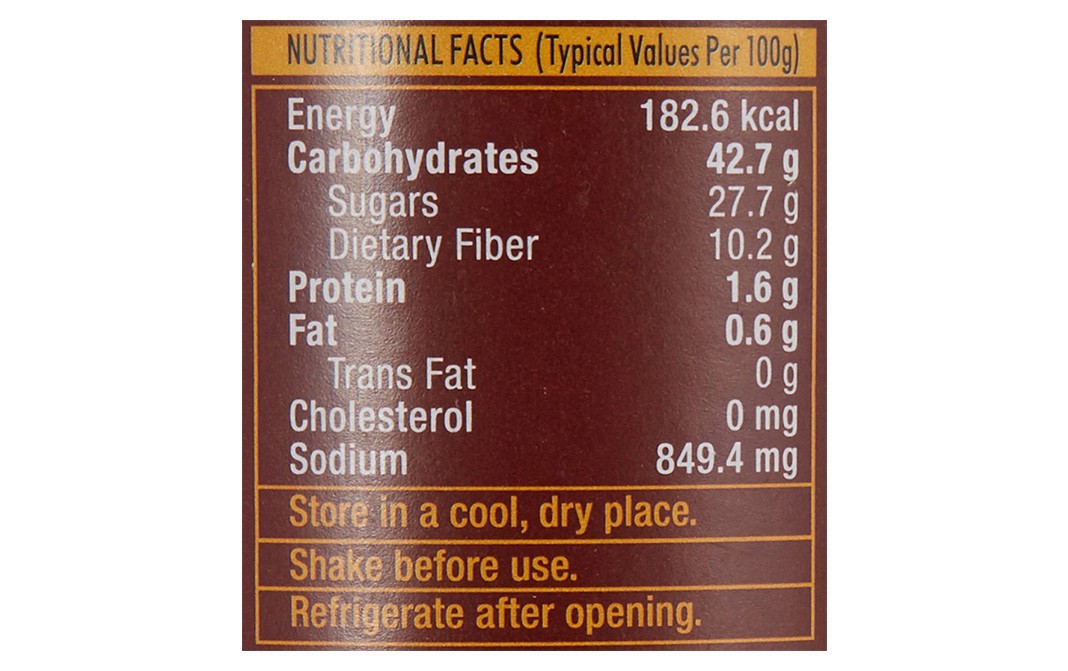 NUTRITIONAL FACTS (Typical Values Per 100g)
Energy 182.6 kcal
Carbohydrates 42.7 g
Sugars 27.7 g
Dietary Fiber 10.2 g
Protein 1.6 g
Fat 0.6 g
Trans Fat 0 g
Cholesterol 0 mg
Sodium 849.4 mg
Store in a cool, dry place.
Shake before use.
Refrigerate after opening.